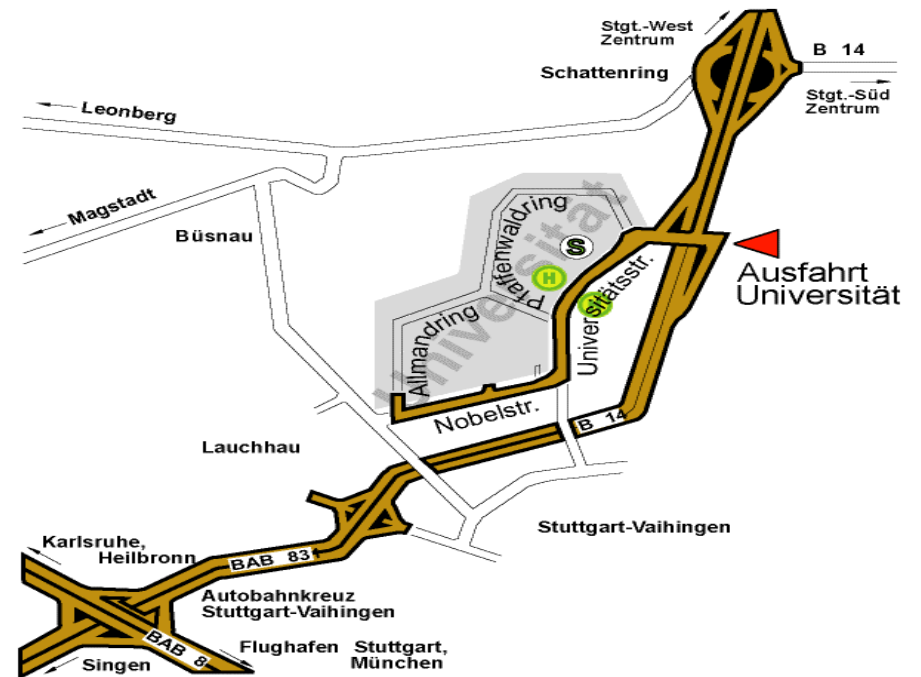 Stgt.-West
Zentrum
B 14
Schattenring
Stgt.-Süd
Zentrum
Leonberg
Magstadt
Büsnau
Universität
Pfaffenwaldring
S
H
Ausfahrt
Universität
Universitätsstr.
Allmandring
Nobelstr.
B 14
Lauchhau
Stuttgart-Vaihingen
Karlsruhe,
Heilbronn
BAB 831
Autobahnkreuz
Stuttgart-Vaihingen
BAB 8
Flughafen Stuttgart,
München
Singen